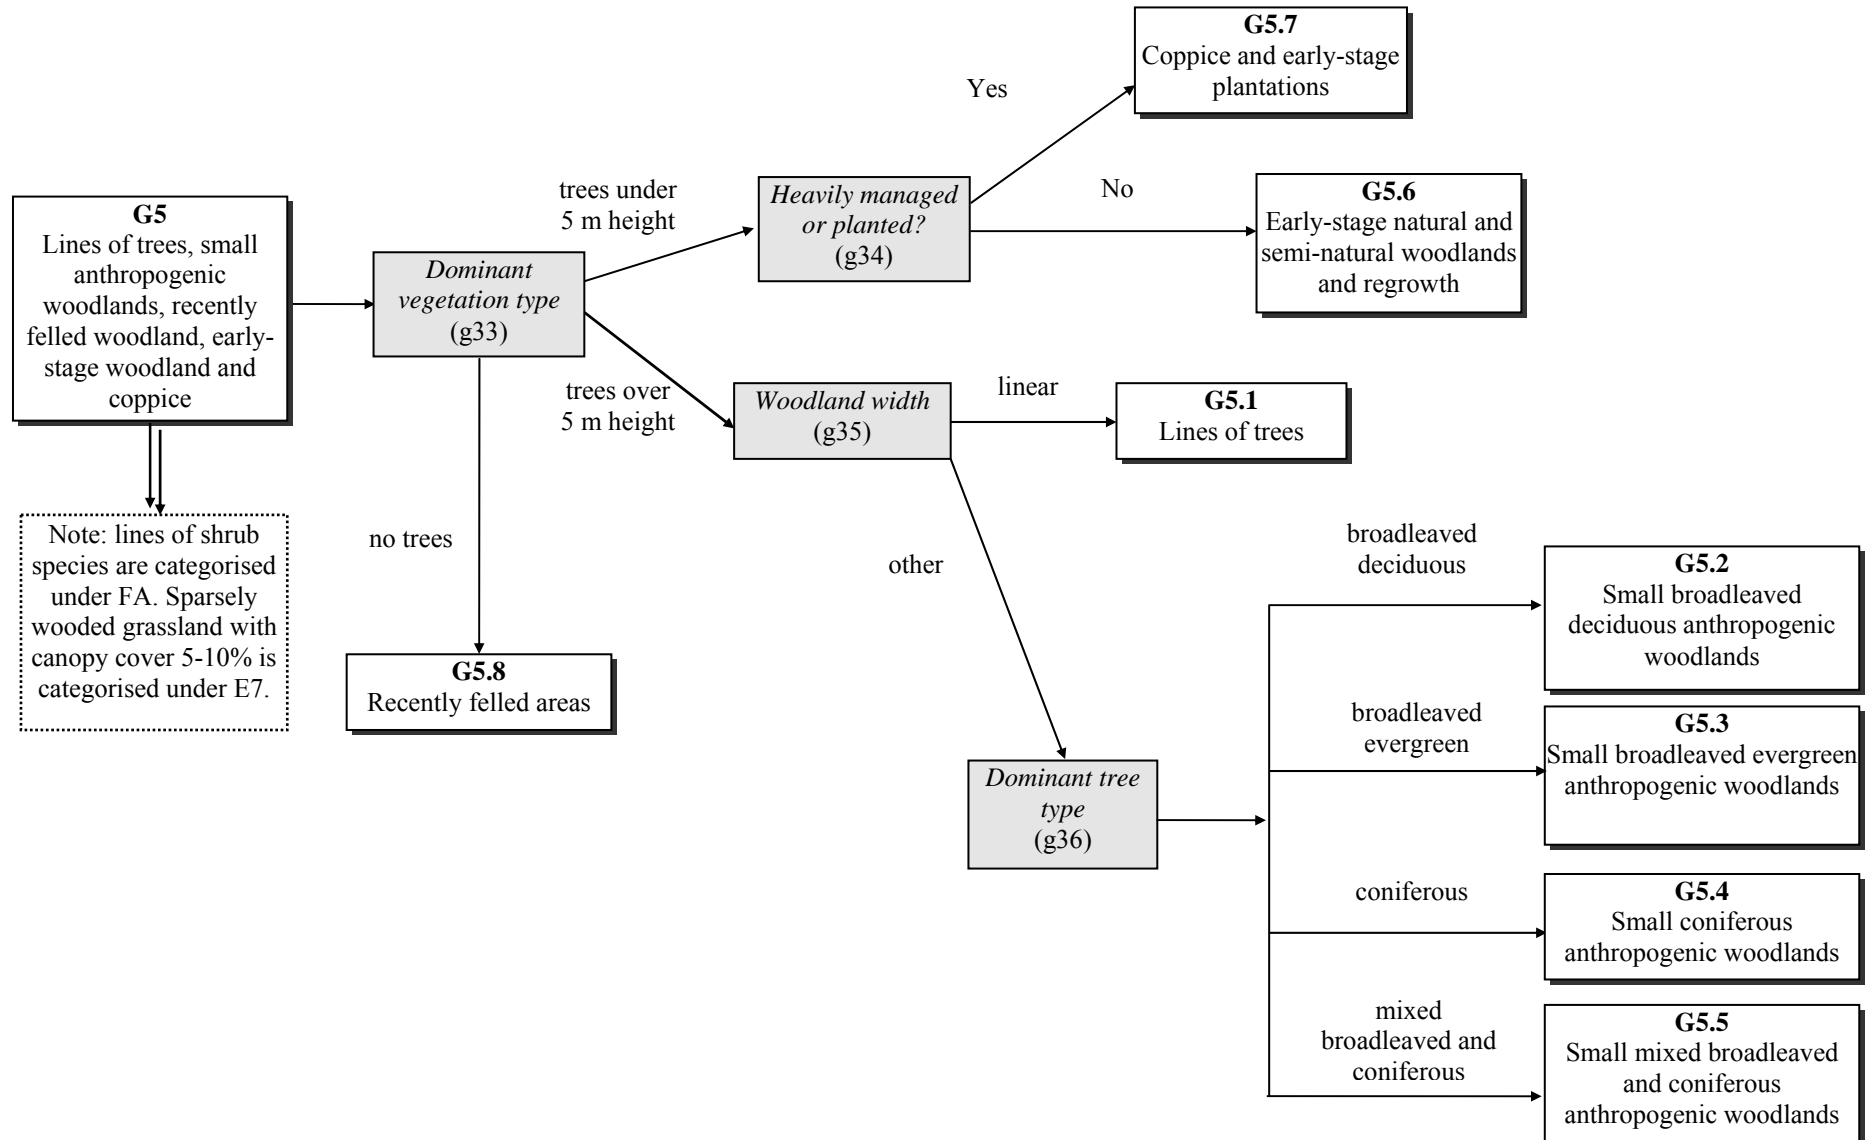 G5
Lines of trees, small
anthropogenic
woodlands, recently
felled woodland, early-
stage woodland and
coppice
Note: lines of shrub
species are categorised
under FA. Sparsely
wooded grassland with
canopy cover 5-10% is
categorised under E7.
Dominant
vegetation type
(g33)
trees under
5 m height
trees over
5 m height
no trees
G5.8
Recently felled areas
Heavily managed
or planted?
(g34)
Yes
No
G5.7
Coppice and early-stage
plantations
G5.6
Early-stage natural and
semi-natural woodlands
and regrowth
Woodland width
(g35)
linear
other
G5.1
Lines of trees
Dominant tree
type
(g36)
broadleaved
deciduous
G5.2
Small broadleaved
deciduous anthropogenic
woodlands
broadleaved
evergreen
G5.3
Small broadleaved evergreen
anthropogenic woodlands
coniferous
G5.4
Small coniferous
anthropogenic woodlands
mixed
broadleaved and
coniferous
G5.5
Small mixed broadleaved
and coniferous
anthropogenic woodlands